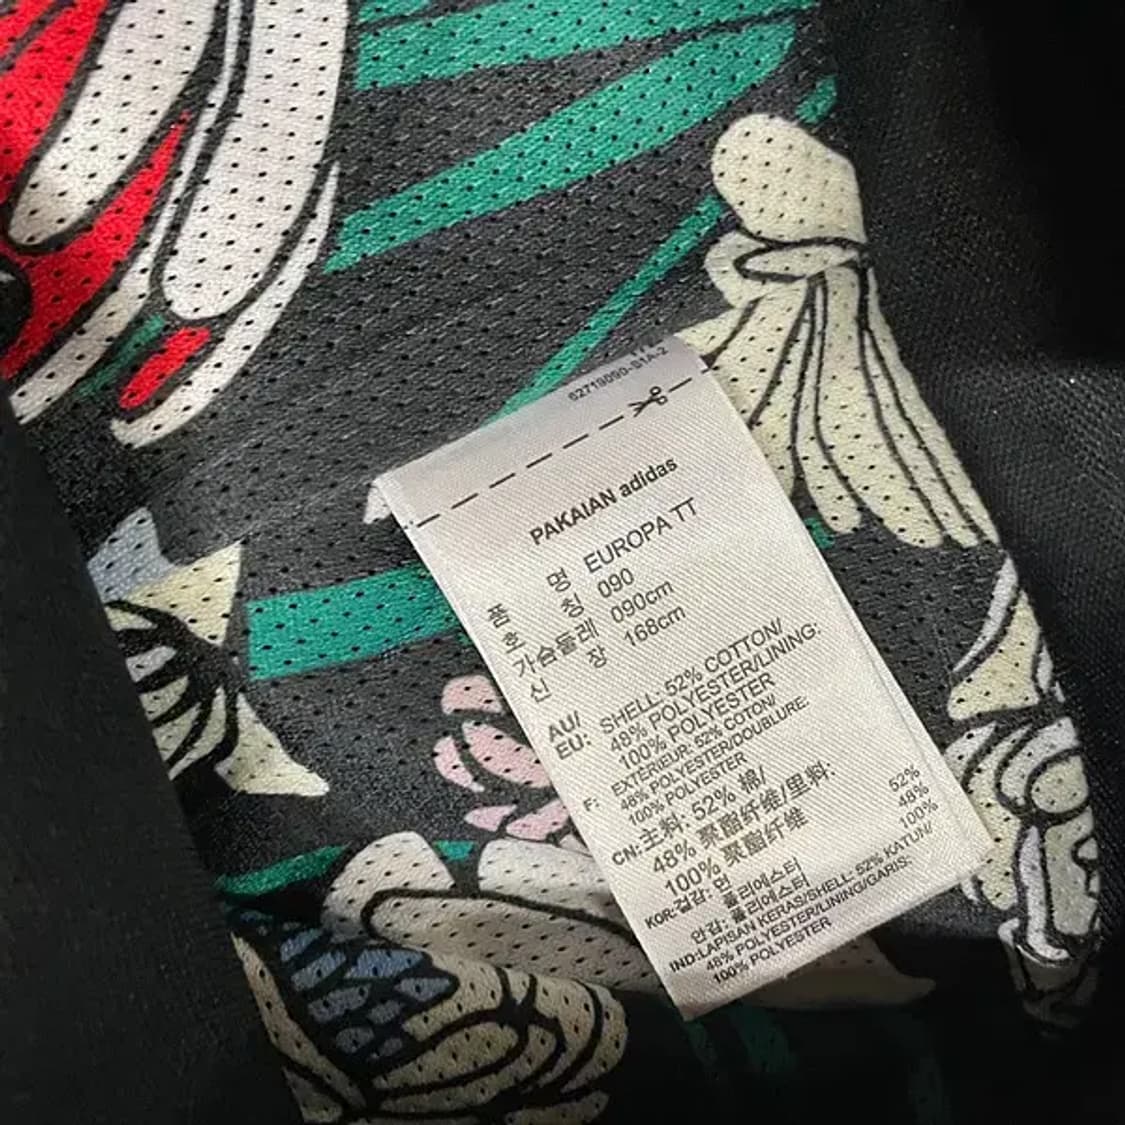 62719090-S1A-2
PAKAIAN adidas
품 명 EUROPA TT
호 칭 090
가슴둘레 090cm
신 장 168cm
AU/ EU: SHELL: 52% COTTON/
48% POLYESTER/LINING:
100% POLYESTER
F: EXTÉRIEUR: 52% COTON/
48% POLYESTER/DOUBLURE:
100% POLYESTER
CN: 主料: 52% 棉/
48% 聚酯纤维/里料:
100% 聚酯纤维
KOR: 겉감: 면 52%
폴리에스터 48%
안감: 폴리에스터 100%
IND: LAPISAN KERAS/SHELL: 52% KATUN/
48% POLYESTER/LINING/GARIS:
100% POLYESTER